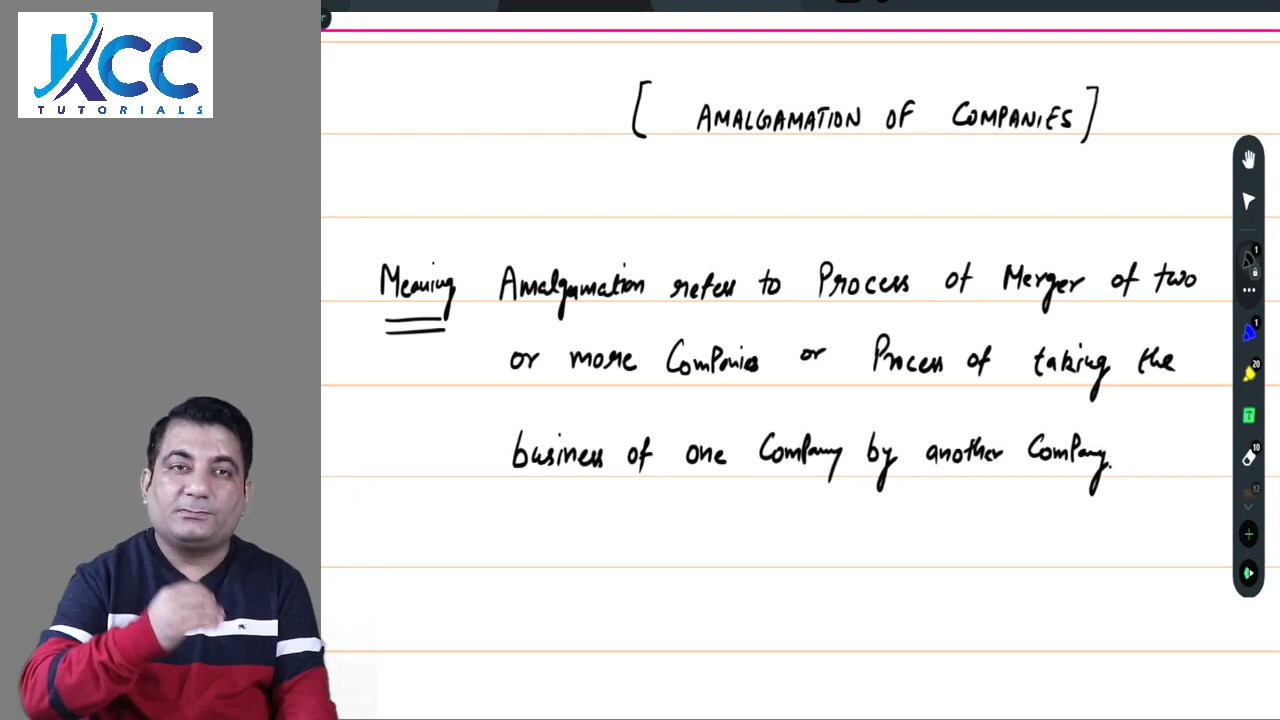 KCC
TUTORIALS
[ AMALGAMATION OF COMPANIES ]
Meaning Amalgamation refers to Process of Merger of two
or more Companies or Process of taking the
business of one Company by another Company.